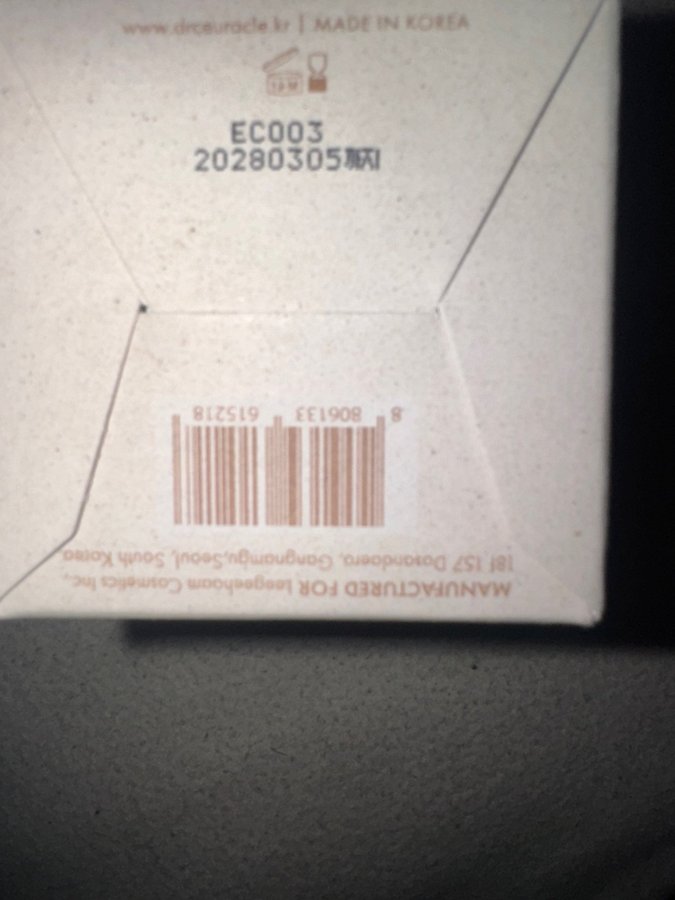 www.drceuracle.kr | MADE IN KOREA
EC003
20280305까지
8 806133 615218
18F 157 Dosandaero, Gangnamgu, Seoul, South Korea
MANUFACTURED FOR Leegeehaam Cosmetics Inc.,